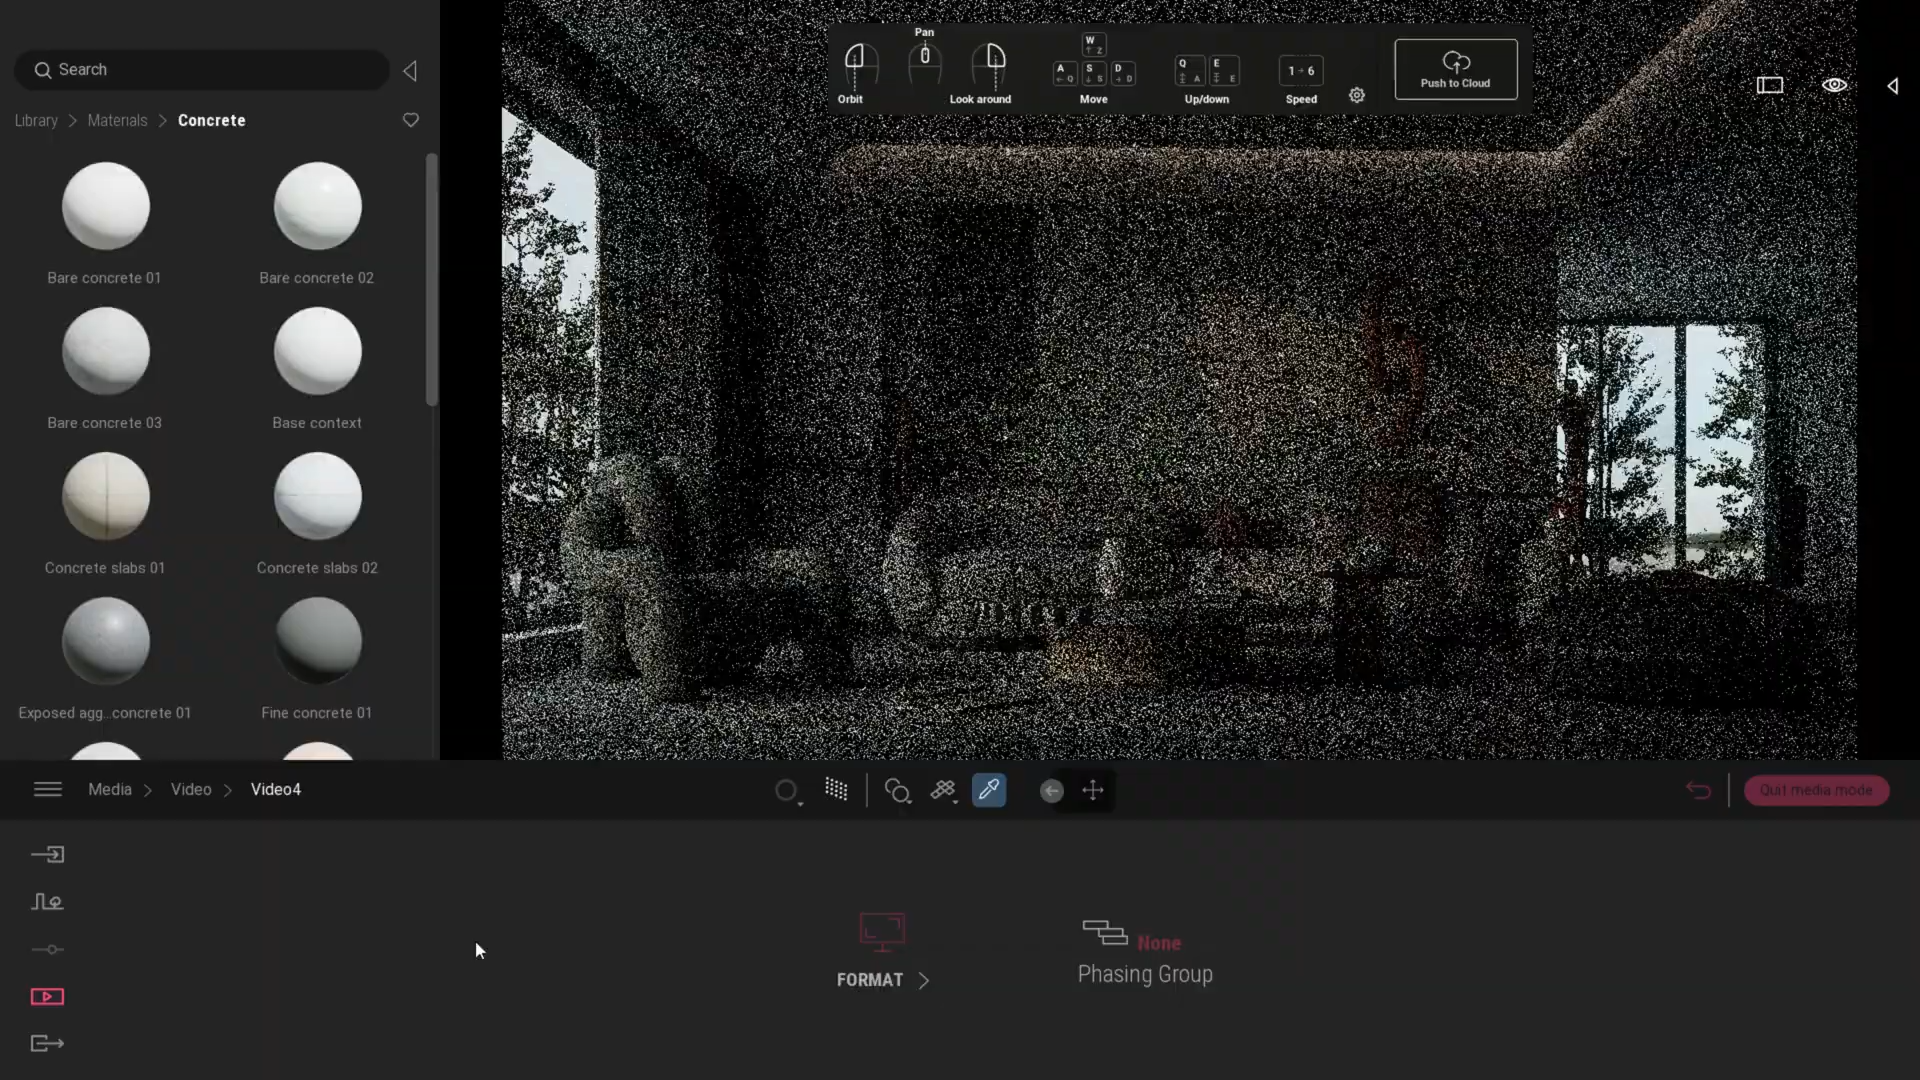 Search
Library Materials Concrete
Bare concrete 01
Bare concrete 02
Bare concrete 03
Base context
Concrete slabs 01
Concrete slabs 02
Exposed agg...concrete 01
Fine concrete 01
Pan
Orbit
Look around
W
↑ Z
A
← Q
S
↓ S
D
→ D
Move
Q
A
E
E
Up/down
1 - 6
Speed
Push to Cloud
Media Video Video4
Quit media mode
FORMAT
None
Phasing Group